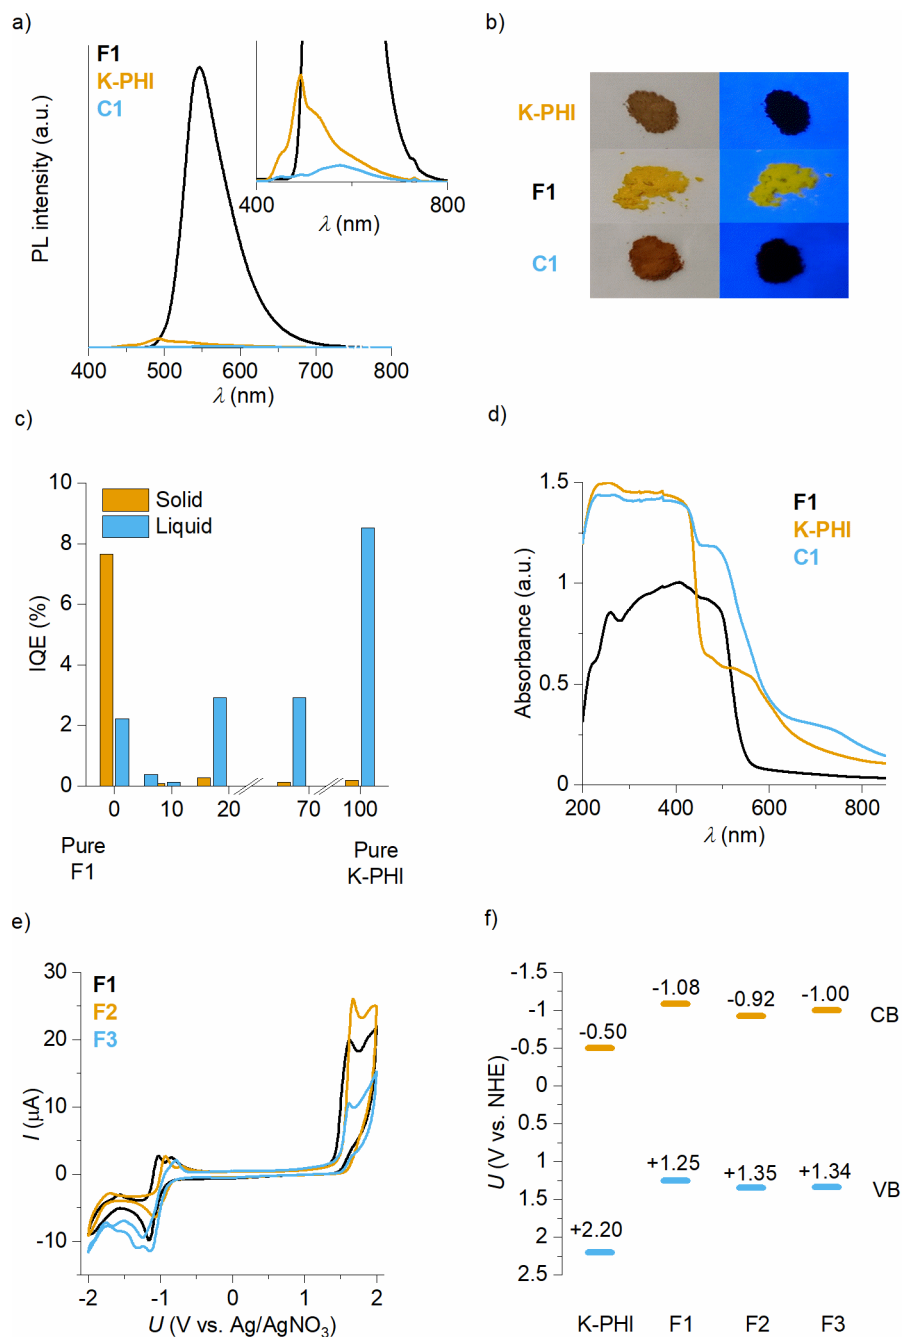 a)
F1
K-PHI
C1
PL intensity (a.u.)
400 500 600 700 800
λ (nm)
400 800
λ (nm)
b)
K-PHI
F1
C1
c)
Solid
Liquid
IQE (%)
10
8
6
4
2
0
0 10 20 70 100
Pure
F1
Pure
K-PHI
d)
F1
K-PHI
C1
Absorbance (a.u.)
1.5
1
0.5
0
200 400 600 800
λ (nm)
e)
F1
F2
F3
I (µA)
30
20
10
0
-10
-2 -1 0 1 2
U (V vs. Ag/AgNO3)
f)
U (V vs. NHE)
-1.5
-1
-0.5
0
0.5
1
1.5
2
2.5
-0.50
-1.08
-0.92
-1.00
CB
+2.20
+1.25
+1.35
+1.34
VB
K-PHI F1 F2 F3